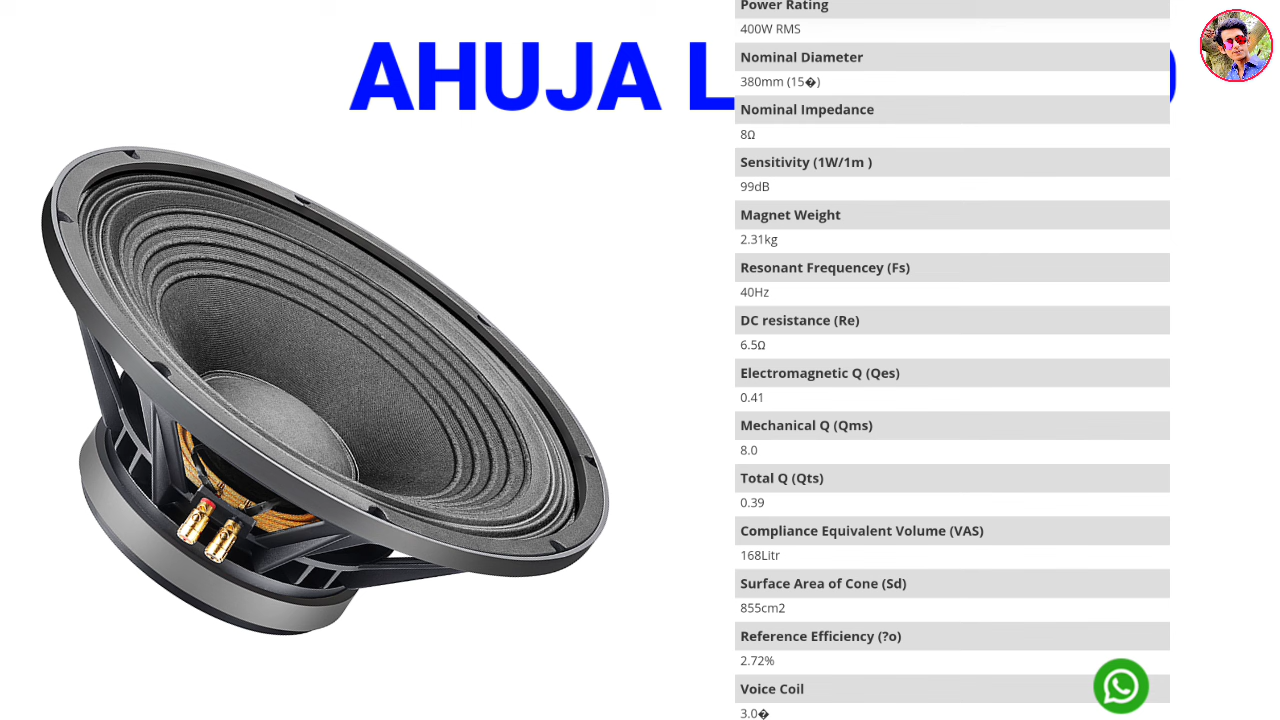 AHUJA L
Power Rating
400W RMS
Nominal Diameter
380mm (15�)
Nominal Impedance
8Ω
Sensitivity (1W/1m )
99dB
Magnet Weight
2.31kg
Resonant Frequencey (Fs)
40Hz
DC resistance (Re)
6.5Ω
Electromagnetic Q (Qes)
0.41
Mechanical Q (Qms)
8.0
Total Q (Qts)
0.39
Compliance Equivalent Volume (VAS)
168Litr
Surface Area of Cone (Sd)
855cm2
Reference Efficiency (?o)
2.72%
Voice Coil
3.0�